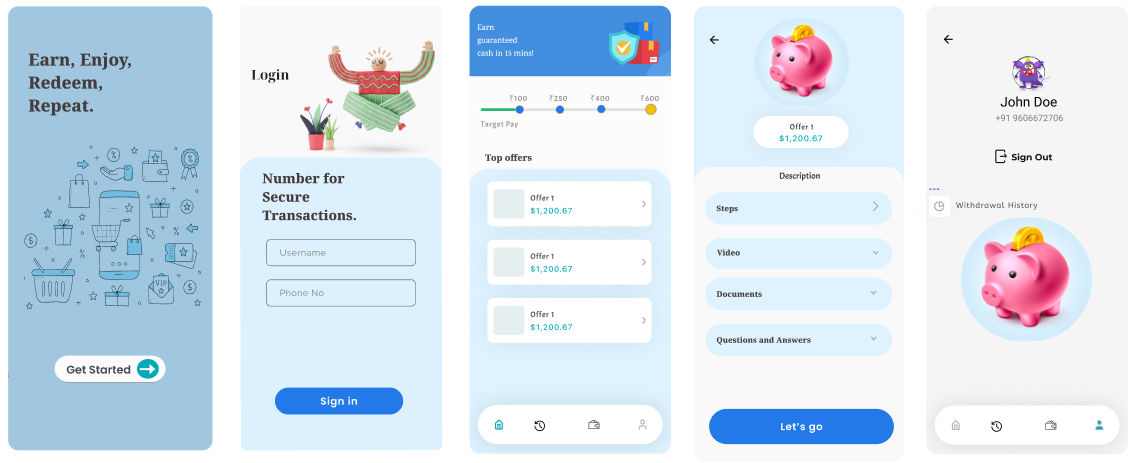 Earn, Enjoy,
Redeem,
Repeat.
VIP
Get Started
Login
Number for
Secure
Transactions.
Username
Phone No
Sign in
Earn
guaranteed
cash in 15 mins!
₹100 ₹250 ₹400 ₹600
Target Pay
Top offers
Offer 1
$1,200.67
Offer 1
$1,200.67
Offer 1
$1,200.67
Offer 1
$1,200.67
Description
Steps
Video
Documents
Questions and Answers
Let's go
John Doe
+91 9606672706
Sign Out
---
Withdrawal History